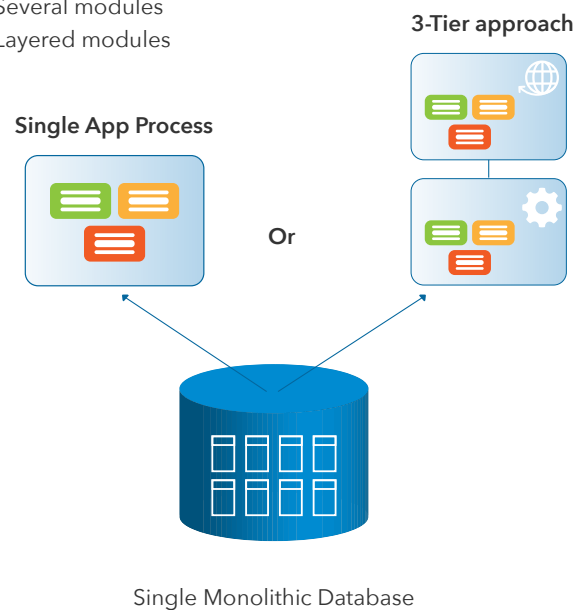 Several modules
Layered modules
3-Tier approach
Single App Process
Or
Single Monolithic Database